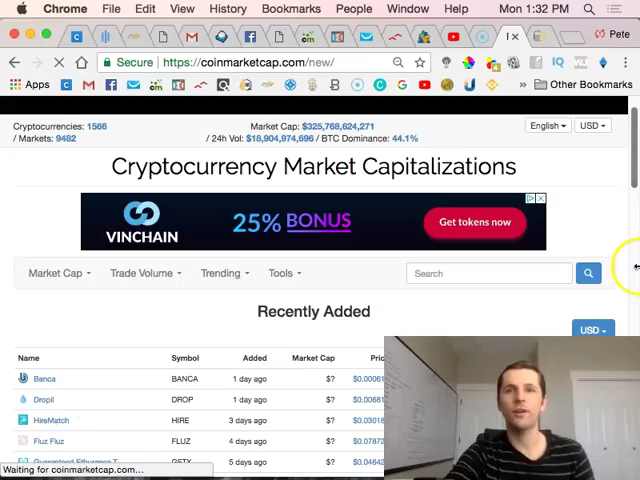 Chrome File Edit View History Bookmarks People Window Help Mon 1:32 PM
Pete
Secure https://coinmarketcap.com/new/
Apps Other Bookmarks
Cryptocurrencies: 1566 / Markets: 9482
Market Cap: $325,768,624,271 / 24h Vol: $18,904,974,696 / BTC Dominance: 44.1%
English USD
Cryptocurrency Market Capitalizations
VINCHAIN 25% BONUS Get tokens now
Market Cap Trade Volume Trending Tools Search
Recently Added
USD
Name Symbol Added Market Cap
Banca BANCA 1 day ago $?
Dropil DROP 1 day ago $?
HireMatch HIRE 3 days ago $?
Fluz Fluz FLUZ 4 days ago $? $0.07872
5 days ago $? $0.04642
Waiting for coinmarketcap.com...